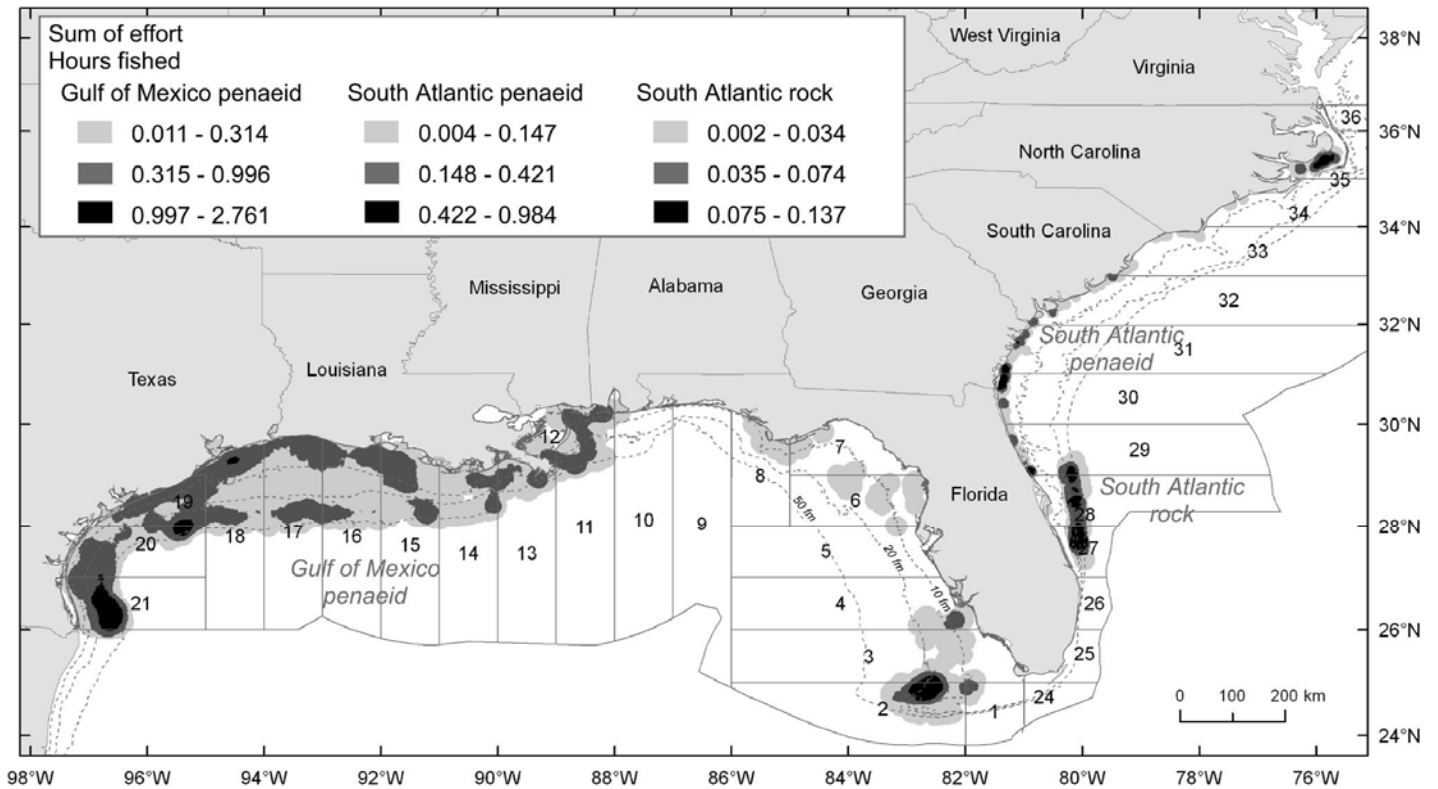 Sum of effort
Hours fished
Gulf of Mexico penaeid South Atlantic penaeid South Atlantic rock
0.011 - 0.314 0.004 - 0.147 0.002 - 0.034
0.315 - 0.996 0.148 - 0.421 0.035 - 0.074
0.997 - 2.761 0.422 - 0.984 0.075 - 0.137
West Virginia
Virginia
North Carolina
South Carolina
Mississippi
Alabama
Georgia
Louisiana
Texas
Florida
South Atlantic
penaeid
South Atlantic
rock
Gulf of Mexico
penaeid
36
35
34
33
32
31
30
29
28
27
26
25
24
1
2
3
4
5
6
7
8
9
10
11
12
13
14
15
16
17
18
19
20
21
50 fm
20 fm
10 fm
0 100 200 km
38°N
36°N
34°N
32°N
30°N
28°N
26°N
24°N
98°W 96°W 94°W 92°W 90°W 88°W 86°W 84°W 82°W 80°W 78°W 76°W